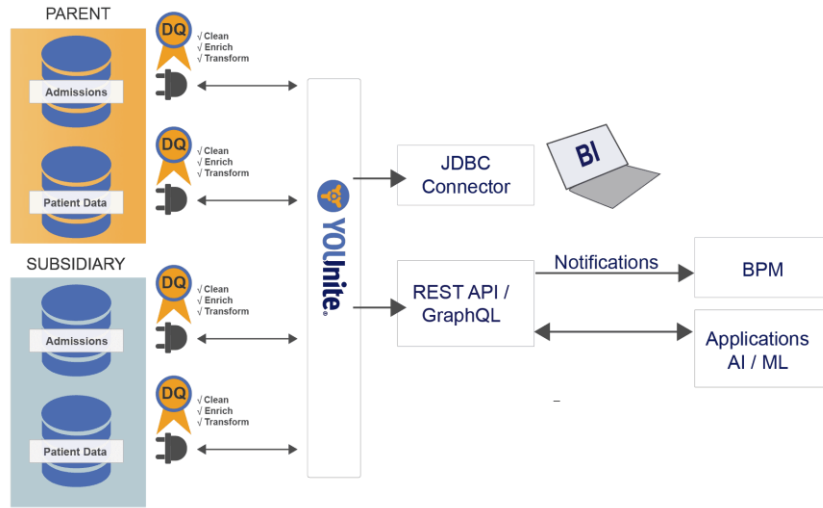 PARENT
DQ
√ Clean
√ Enrich
√ Transform
Admissions
DQ
√ Clean
√ Enrich
√ Transform
Patient Data
SUBSIDIARY
DQ
√ Clean
√ Enrich
√ Transform
Admissions
DQ
√ Clean
√ Enrich
√ Transform
Patient Data
YOUnite®
JDBC
Connector
BI
REST API /
GraphQL
Notifications
BPM
Applications
AI / ML
–